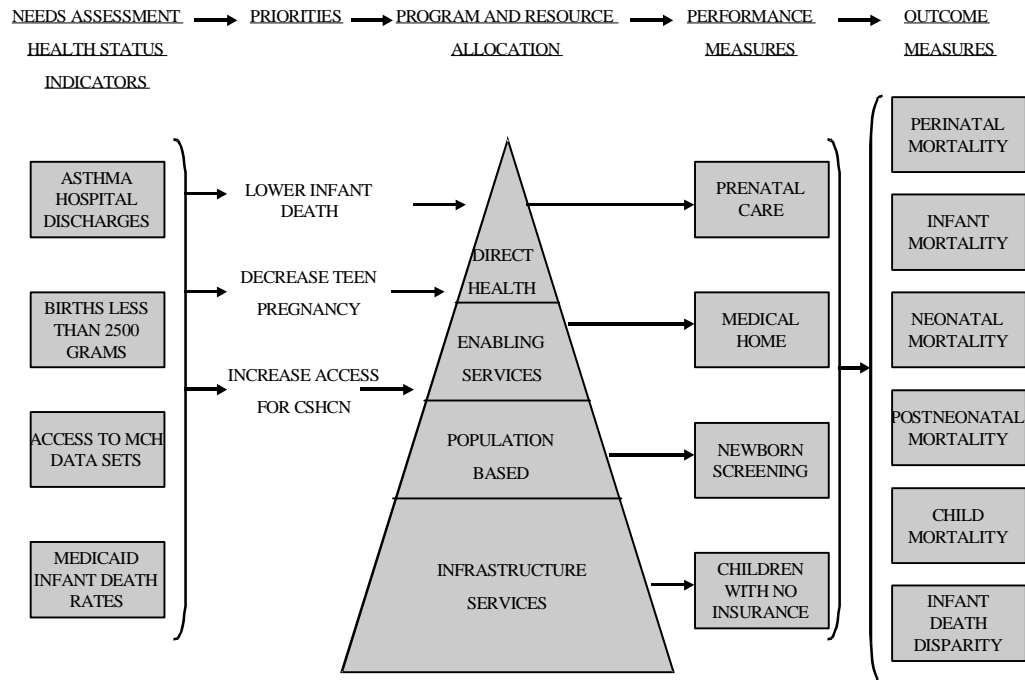 NEEDS ASSESSMENT
HEALTH STATUS
INDICATORS
PRIORITIES
PROGRAM AND RESOURCE
ALLOCATION
PERFORMANCE
MEASURES
OUTCOME
MEASURES
ASTHMA
HOSPITAL
DISCHARGES
BIRTHS LESS
THAN 2500
GRAMS
ACCESS TO MCH
DATA SETS
MEDICAID
INFANT DEATH
RATES
LOWER INFANT
DEATH
DECREASE TEEN
PREGNANCY
INCREASE ACCESS
FOR CSHCN
DIRECT
HEALTH
ENABLING
SERVICES
POPULATION
BASED
INFRASTRUCTURE
SERVICES
PRENATAL
CARE
MEDICAL
HOME
NEWBORN
SCREENING
CHILDREN
WITH NO
INSURANCE
PERINATAL
MORTALITY
INFANT
MORTALITY
NEONATAL
MORTALITY
POSTNEONATAL
MORTALITY
CHILD
MORTALITY
INFANT
DEATH
DISPARITY